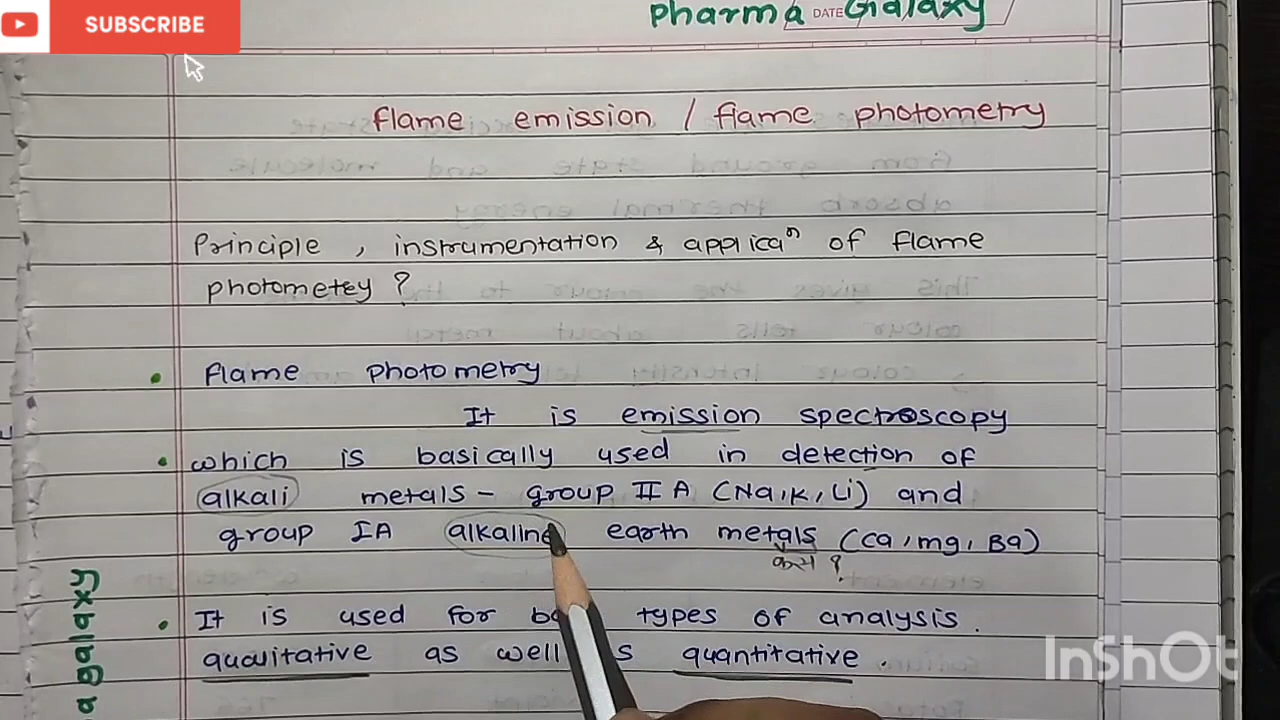 SUBSCRIBE
Pharma Galaxy
DATE
flame emission / flame photometry
Principle, instrumentation & applicaⁿ of flame
photometey ?
• flame photometry
It is emission spectroscopy
• which is basically used in detection of
alkali metals - group II A (Na, K, Li) and
group IA alkaline earth metals (Ca, mg, Ba)
कैसे ?
• It is used for types of analysis.
qualitative as well quantitative.
a galaxy
InShOt